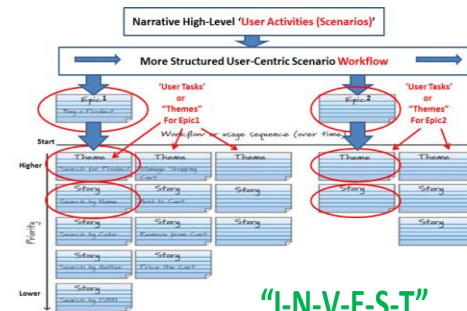 Narrative High-Level 'User Activities (Scenarios)'
More Structured User-Centric Scenario Workflow
'User Tasks'
or
"Themes"
For Epic1
'User Tasks'
or
"Themes"
For Epic2
Epic 1
Buy a Product
Epic 2
Start
Workflow or usage sequence (over time)
Higher
Priority
Lower
Theme
Search for Product
Theme
Manage Shopping
Cart
Theme
Theme
Theme
Story
Search by Name
Story
Add to Cart
Story
Story
Story
Story
Search by Color
Story
Remove from Cart
Story
Story
Story
Search by Author
Story
Price the Cart
Story
Search by ISBN
"I-N-V-E-S-T"